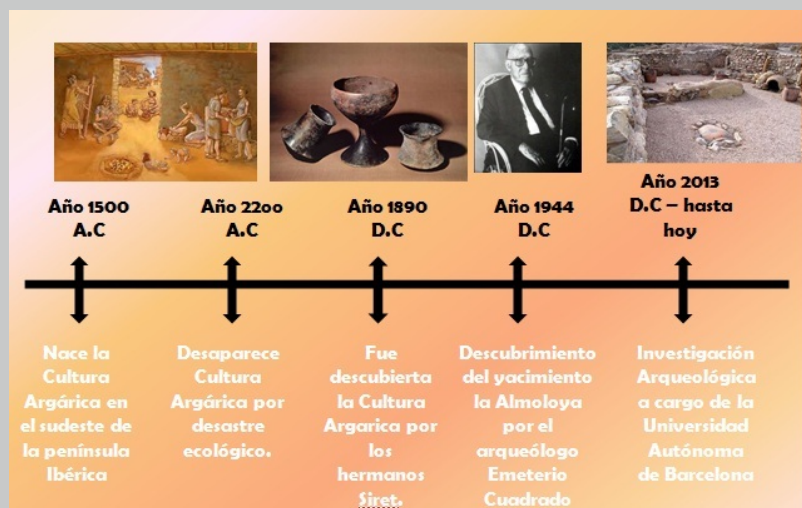 Año 1500
A.C
Año 22oo
A.C
Año 1890
D.C
Año 1944
D.C
Año 2013
D.C – hasta
hoy
Nace la
Cultura
Argárica en
el sudeste de
la península
Ibérica
Desaparece
Cultura
Argárica por
desastre
ecológico.
Fue
descubierta
la Cultura
Argarica por
los
hermanos
Siret.
Descubrimiento
del yacimiento
la Almoloya
por el
arqueólogo
Emeterio
Cuadrado
Investigación
Arqueológica
a cargo de la
Universidad
Autónoma
de Barcelona